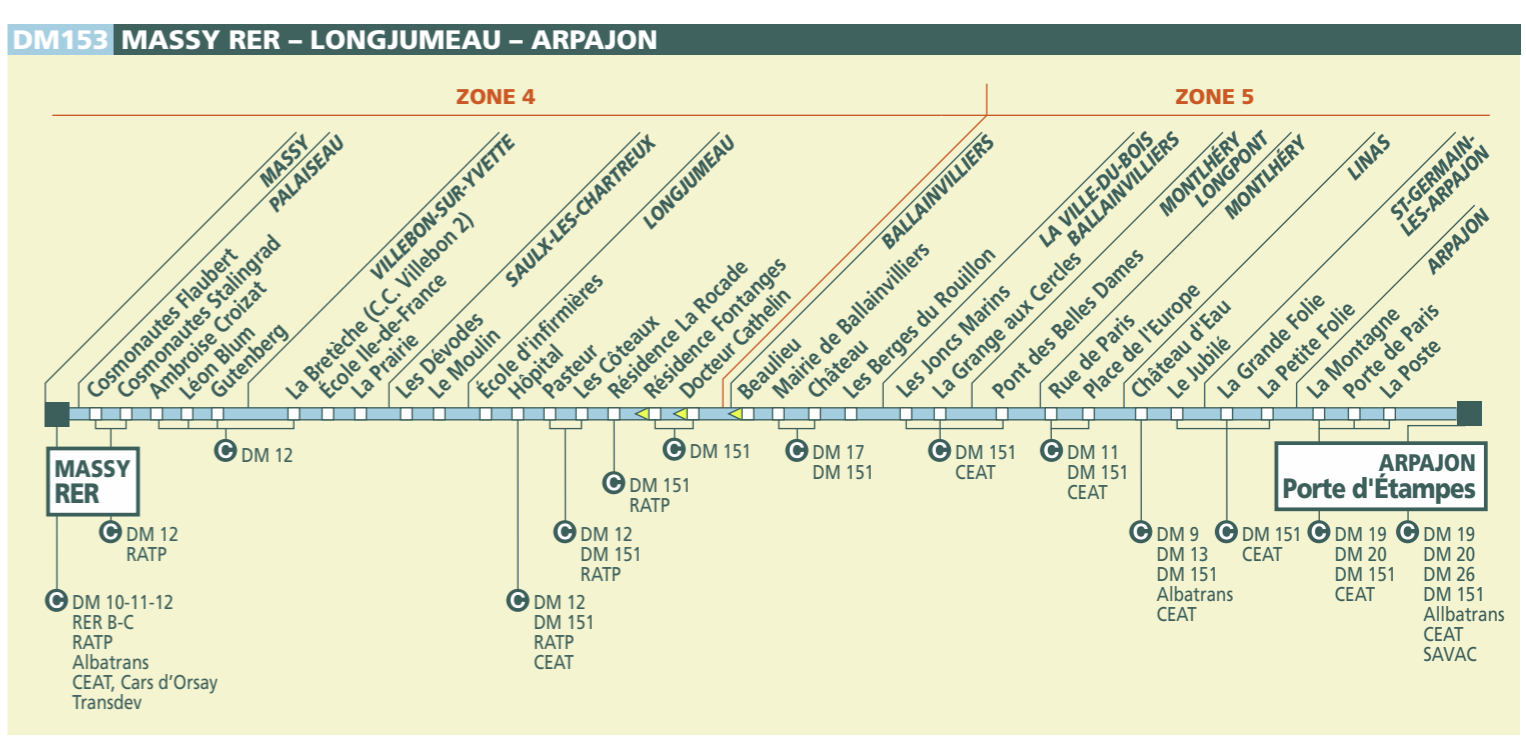 DM153 MASSY RER – LONGJUMEAU – ARPAJON
ZONE 4
ZONE 5
MASSY
PALAISEAU
VILLEBON-SUR-YVETTE
SAULX-LES-CHARTREUX
LONGJUMEAU
BALLAINVILLIERS
LA VILLE-DU-BOIS
BALLAINVILLIERS
MONTLHÉRY
LONGPONT
MONTLHÉRY
LINAS
ST-GERMAIN-
LES-ARPAJON
ARPAJON
Cosmonautes Flaubert
Cosmonautes Stalingrad
Ambroise Croizat
Léon Blum
Gutenberg
La Bretèche (C.C. Villebon 2)
École Ile-de-France
La Prairie
Les Dévodes
Le Moulin
École d'infirmières
Hôpital
Pasteur
Les Côteaux
Résidence La Rocade
Résidence Fontanges
Docteur Cathelin
Beaulieu
Mairie de Ballainvilliers
Château
Les Berges du Rouillon
Les Joncs Marins
La Grange aux Cercles
Pont des Belles Dames
Rue de Paris
Place de l'Europe
Château d'Eau
Le Jubilé
La Grande Folie
La Petite Folie
La Montagne
Porte de Paris
La Poste
MASSY
RER
C DM 10-11-12
RER B-C
RATP
Albatrans
CEAT, Cars d'Orsay
Transdev
C DM 12
RATP
C DM 12
C DM 12
DM 151
RATP
CEAT
C DM 12
DM 151
RATP
C DM 151
RATP
C DM 151
C DM 17
DM 151
C DM 151
CEAT
C DM 11
DM 151
CEAT
C DM 9
DM 13
DM 151
Albatrans
CEAT
C DM 151
CEAT
ARPAJON
Porte d'Étampes
C DM 19
DM 20
DM 151
CEAT
C DM 19
DM 20
DM 26
DM 151
Allbatrans
CEAT
SAVAC